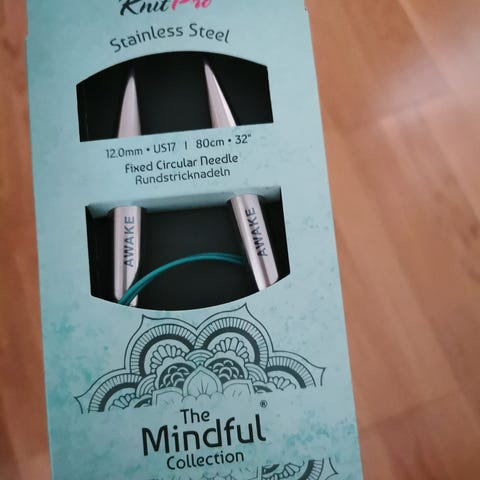 KnitPro
Stainless Steel
12.0mm • US17 | 80cm • 32"
Fixed Circular Needle
Rundstricknadeln
AWAKE
AWAKE
The
Mindful®
Collection